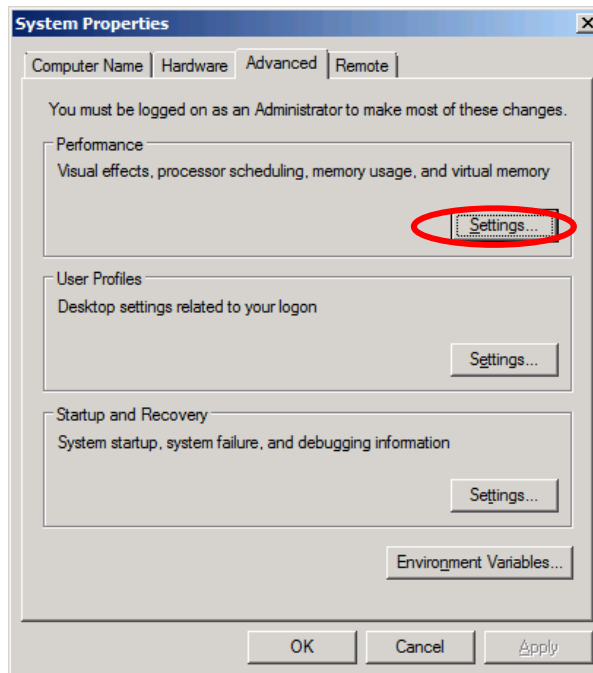 System Properties
Computer Name Hardware Advanced Remote
You must be logged on as an Administrator to make most of these changes.
Performance
Visual effects, processor scheduling, memory usage, and virtual memory
Settings...
User Profiles
Desktop settings related to your logon
Settings...
Startup and Recovery
System startup, system failure, and debugging information
Settings...
Environment Variables...
OK Cancel Apply